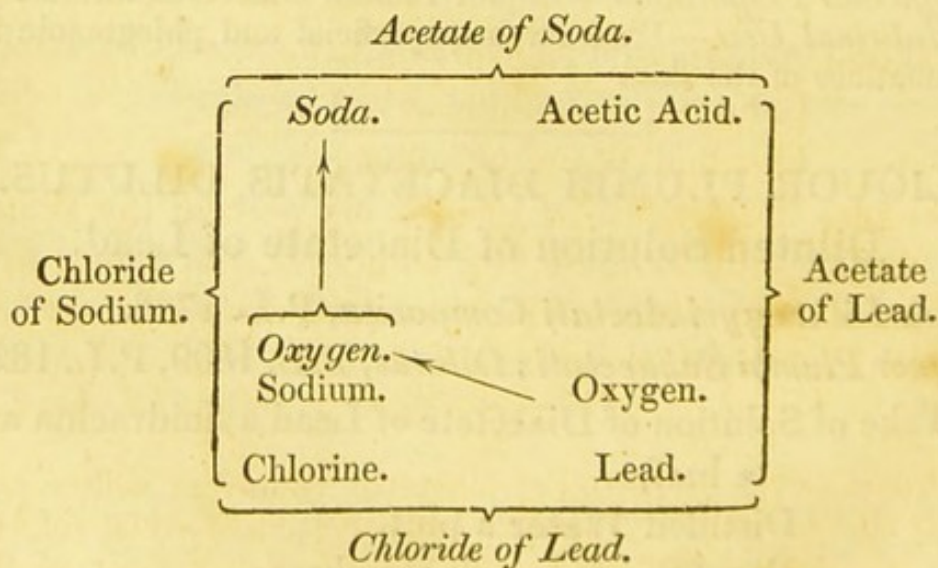 Acetate of Soda.
Soda. Acetic Acid.
Chloride
of Sodium.
Acetate
of Lead.
Oxygen.
Sodium. Oxygen.
Chlorine. Lead.
Chloride of Lead.